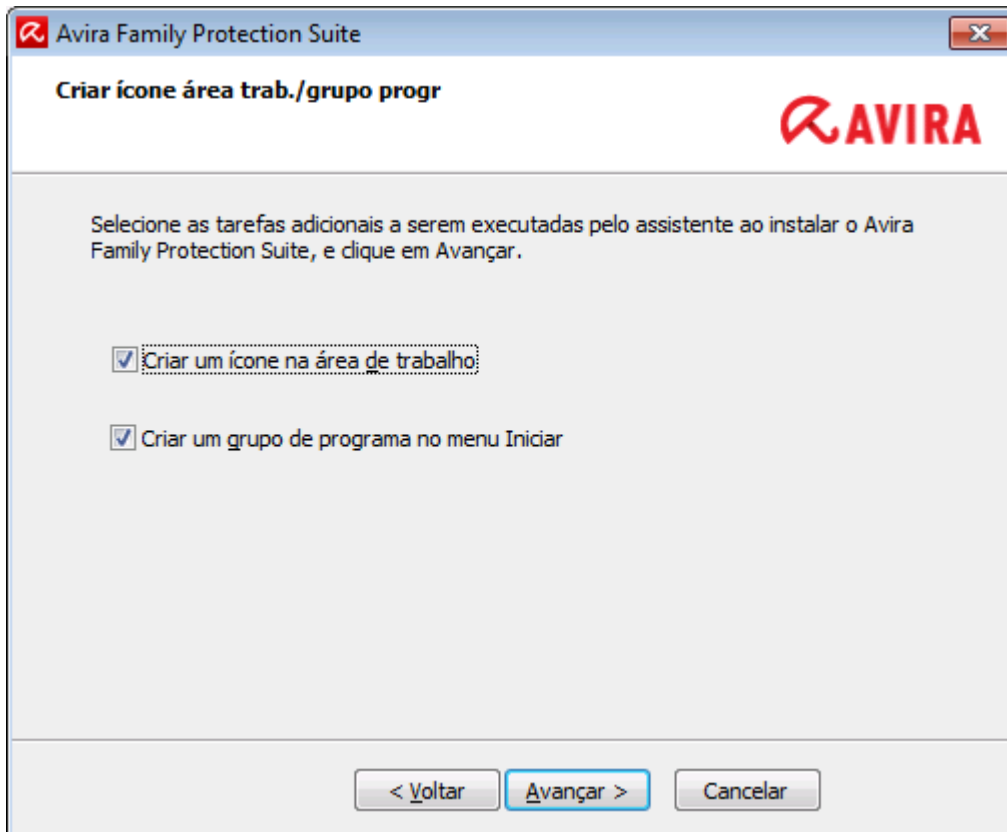 Avira Family Protection Suite
Criar ícone área trab./grupo progr
AVIRA
Selecione as tarefas adicionais a serem executadas pelo assistente ao instalar o Avira
Family Protection Suite, e clique em Avançar.
Criar um ícone na área de trabalho
Criar um grupo de programa no menu Iniciar
< Voltar
Avançar >
Cancelar